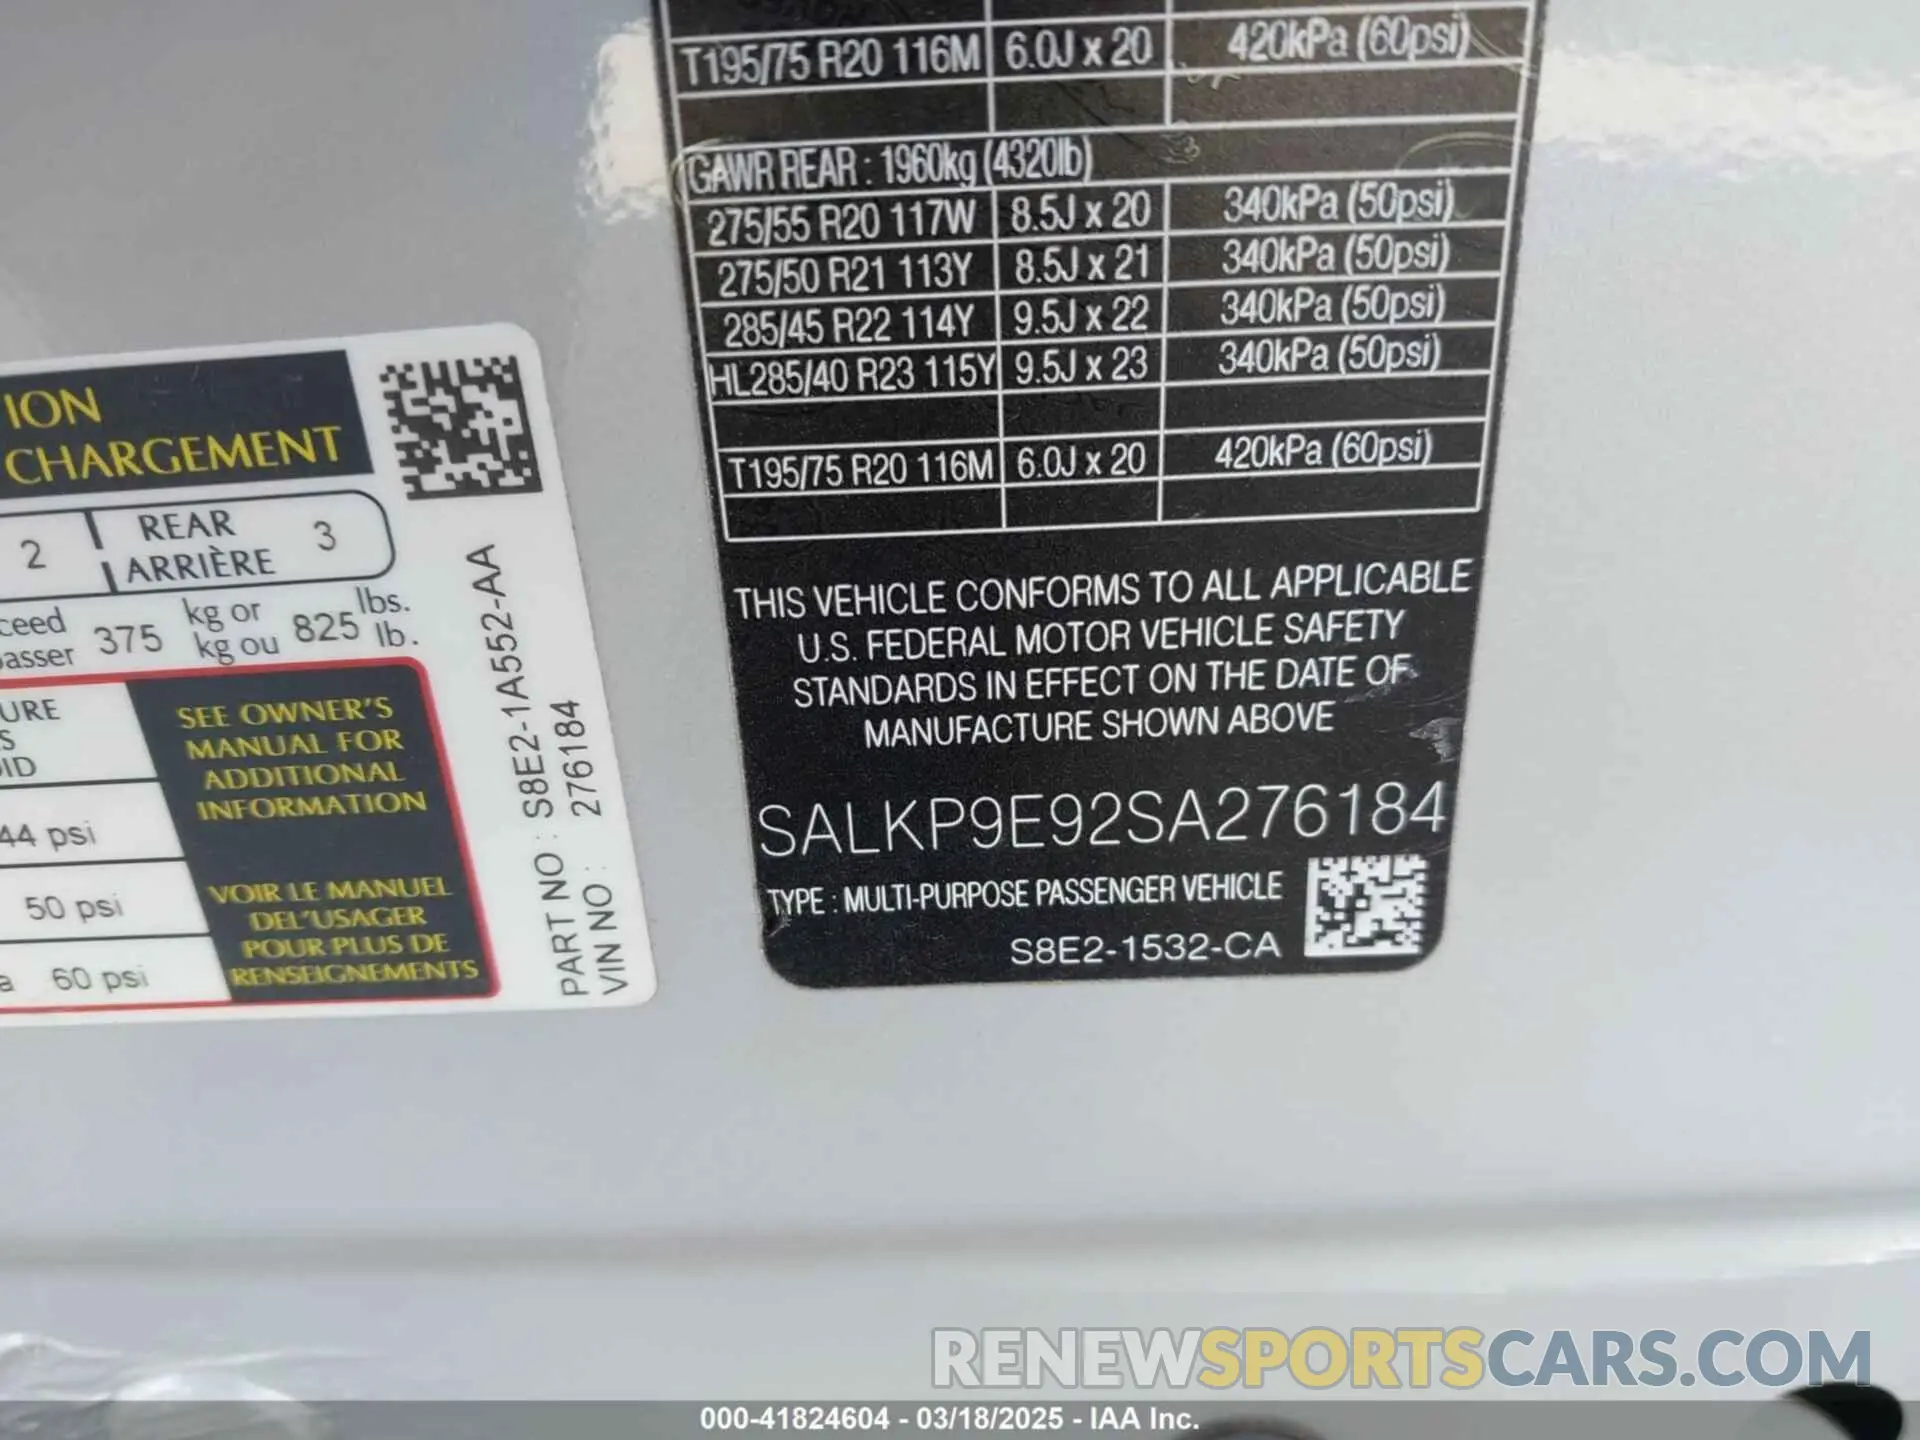 T195/75 R20 116M 6.0J x 20 420kPa (60psi)
GAWR REAR : 1960kg (4320lb)
275/55 R20 117W 8.5J x 20 340kPa (50psi)
275/50 R21 113Y 8.5J x 21 340kPa (50psi)
285/45 R22 114Y 9.5J x 22 340kPa (50psi)
HL285/40 R23 115Y 9.5J x 23 340kPa (50psi)
T195/75 R20 116M 6.0J x 20 420kPa (60psi)
THIS VEHICLE CONFORMS TO ALL APPLICABLE
U.S. FEDERAL MOTOR VEHICLE SAFETY
STANDARDS IN EFFECT ON THE DATE OF
MANUFACTURE SHOWN ABOVE
SALKP9E92SA276184
TYPE : MULTI-PURPOSE PASSENGER VEHICLE
S8E2-1532-CA
ION
CHARGEMENT
2 REAR 3
ARRIÈRE
ceed 375 kg or 825 lbs.
asser kg ou lb.
URE
S
ID
44 psi
50 psi
a 60 psi
SEE OWNER'S
MANUAL FOR
ADDITIONAL
INFORMATION
VOIR LE MANUEL
DEL'USAGER
POUR PLUS DE
RENSEIGNEMENTS
PART NO : S8E2-1A552-AA
VIN NO : 276184
RENEWSPORTSCARS.COM
000-41824604 - 03/18/2025 - IAA Inc.